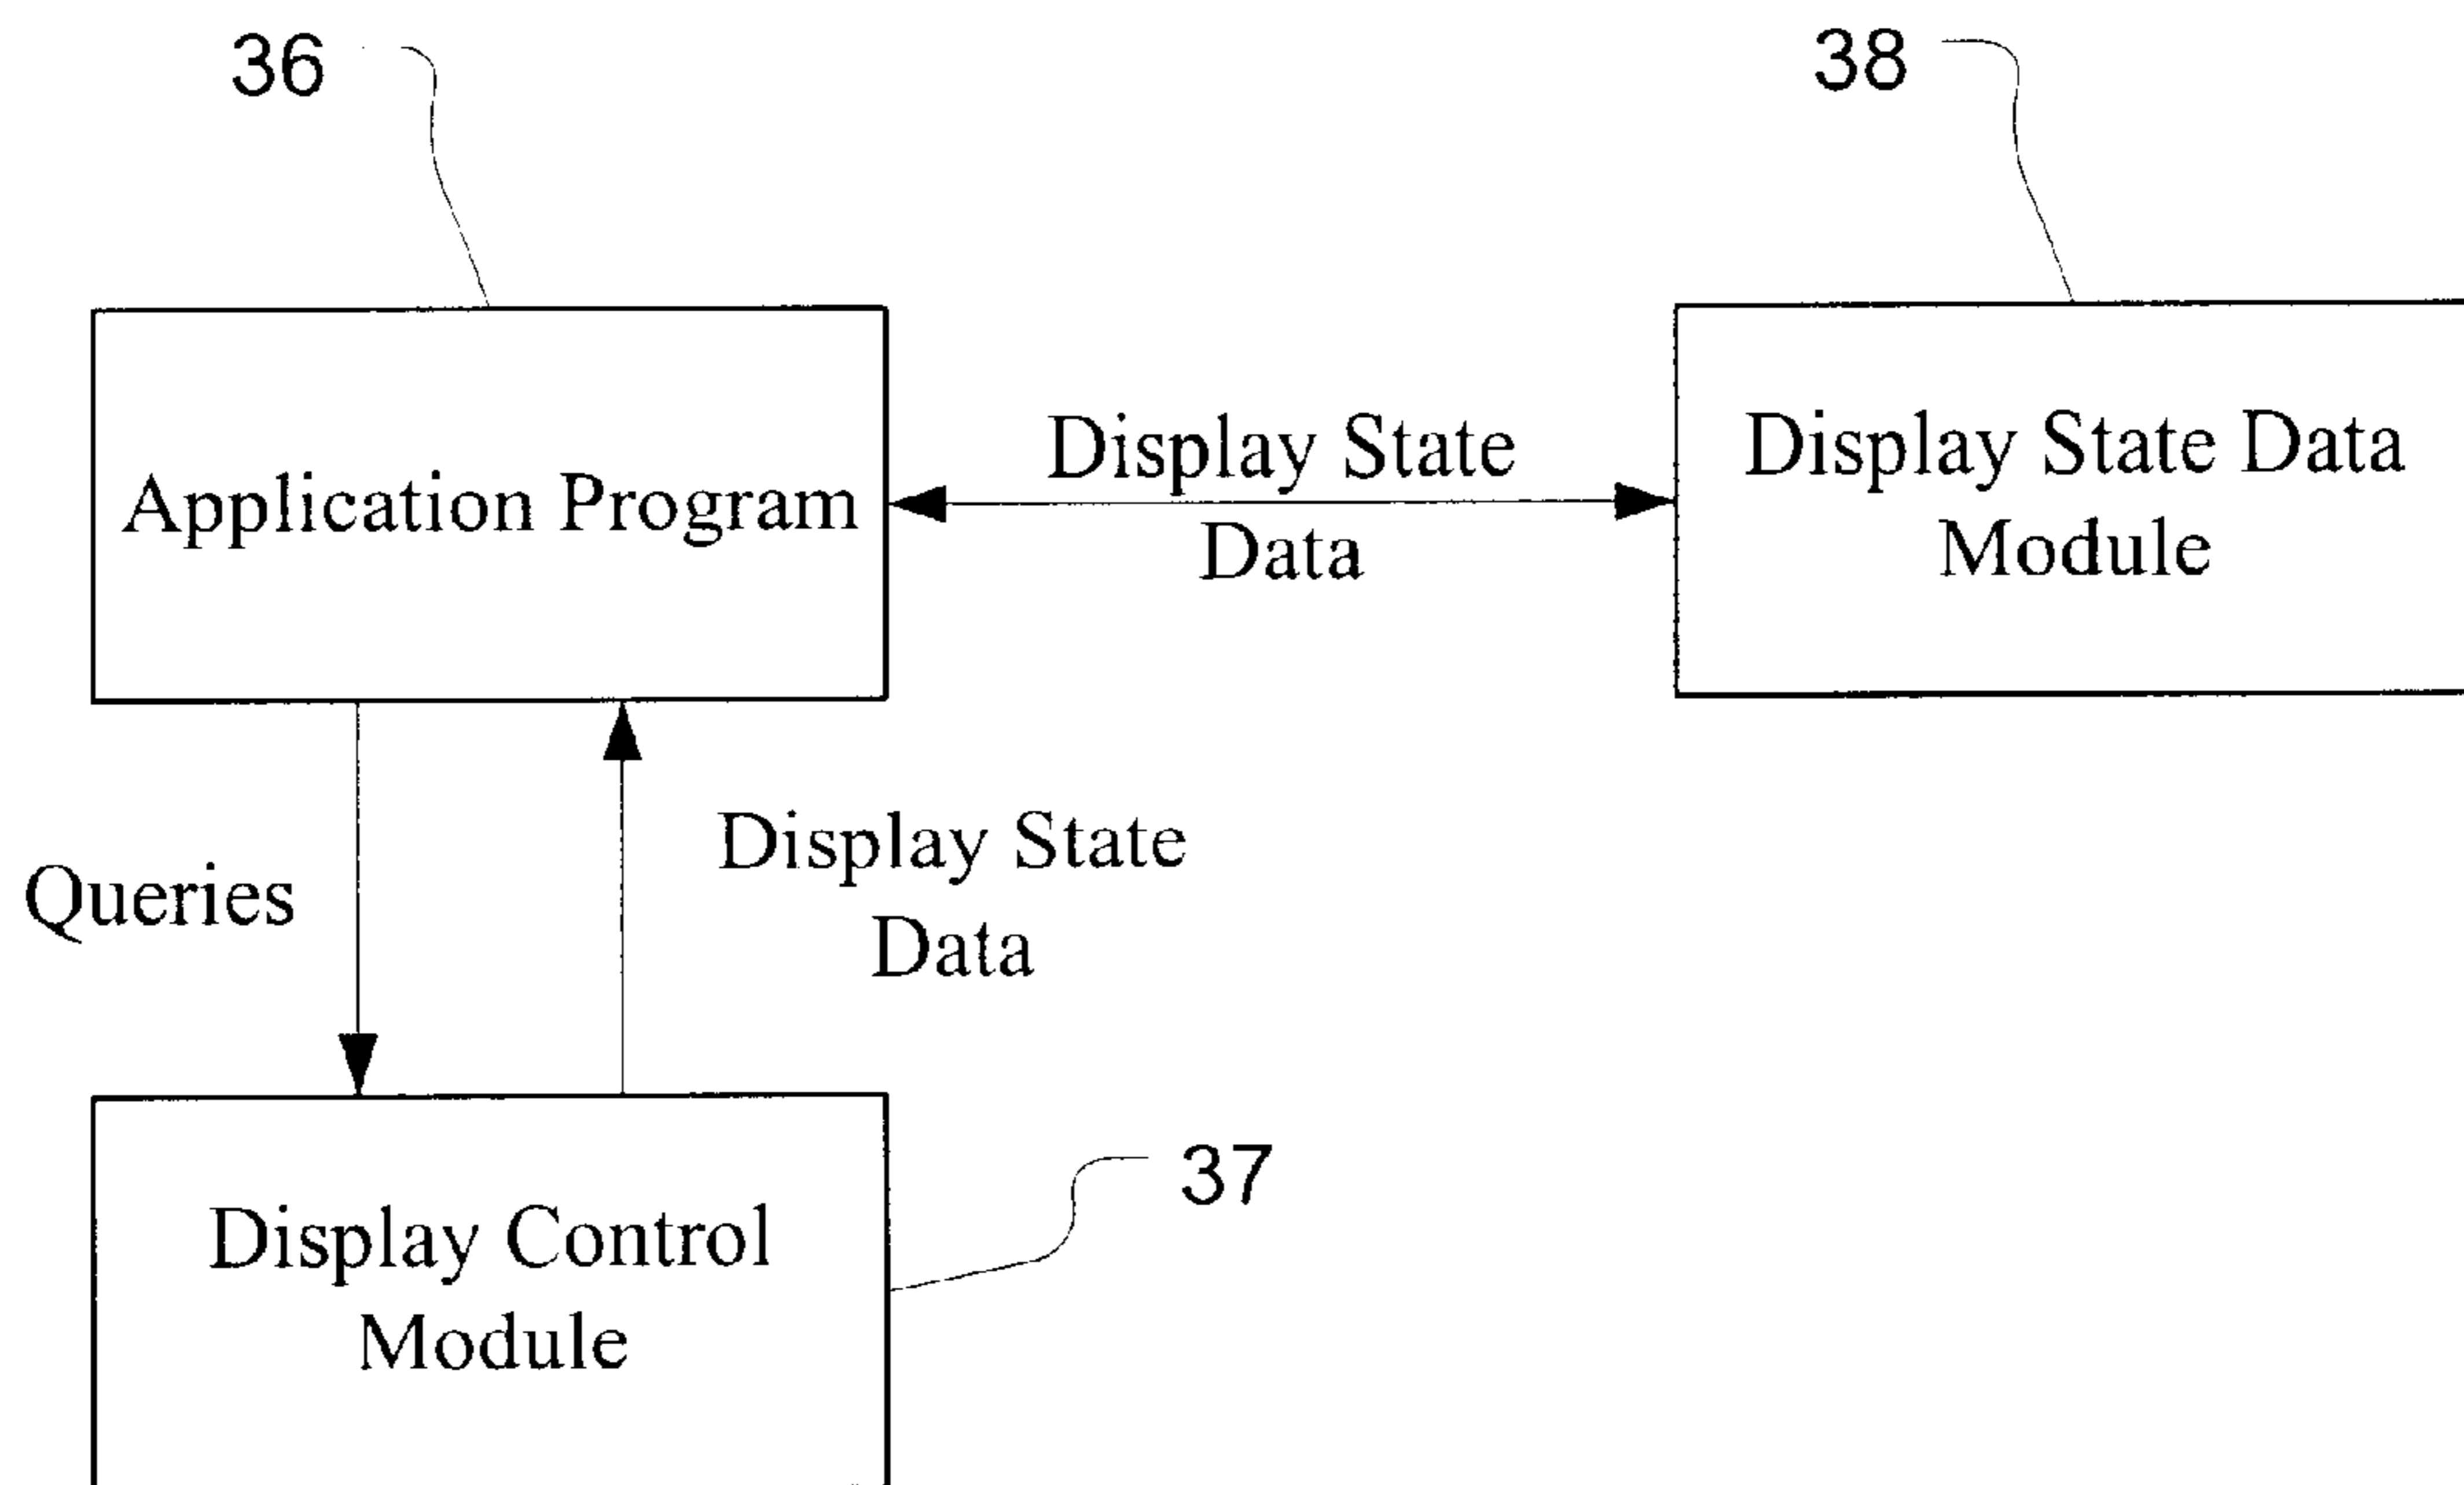 36
38
Application Program
Display State
Data
Display State Data
Module
Queries
Display State
Data
37
Display Control
Module